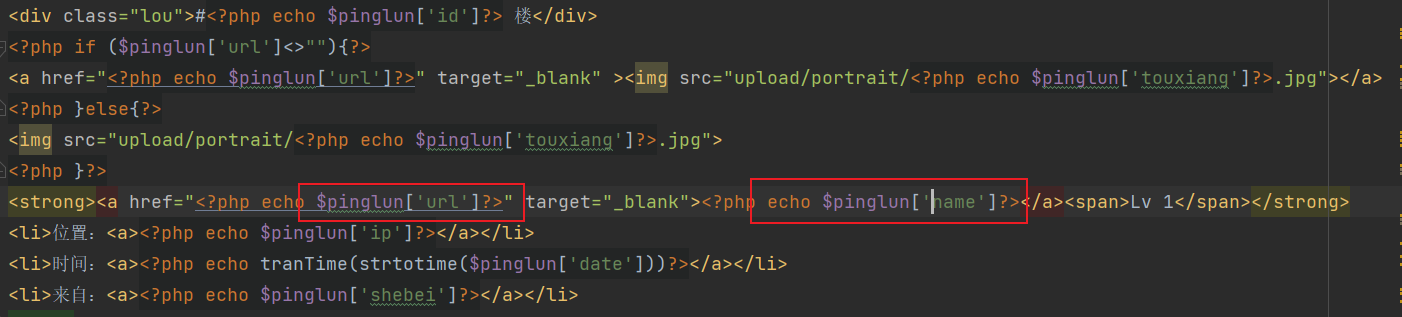 <div class="lou">#<?php echo $pinglun['id']?> 楼</div>
<?php if ($pinglun['url']<>""){?>
<a href="<?php echo $pinglun['url']?>" target="_blank" ><img src="upload/portrait/<?php echo $pinglun['touxiang']?>.jpg"></a>
<?php }else{?>
<img src="upload/portrait/<?php echo $pinglun['touxiang']?>.jpg">
<?php }?>
<strong><a href="<?php echo $pinglun['url']?>" target="_blank"><?php echo $pinglun['name']?></a><span>Lv 1</span></strong>
<li>位置：<a><?php echo $pinglun['ip']?></a></li>
<li>时间：<a><?php echo tranTime(strtotime($pinglun['date']))?></a></li>
<li>来自：<a><?php echo $pinglun['shebei']?></a></li>